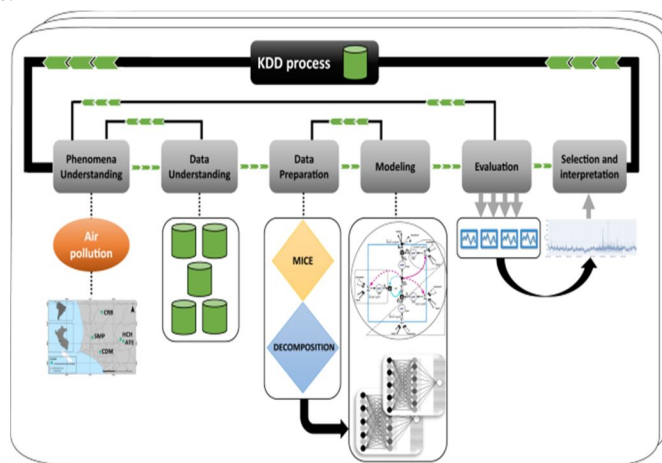 KDD process
Phenomena
Understanding
Data
Understanding
Data
Preparation
Modeling
Evaluation
Selection and
interpretation
Air
pollution
MICE
DECOMPOSITION
CRB
SMP
HCH
ATE
CDM